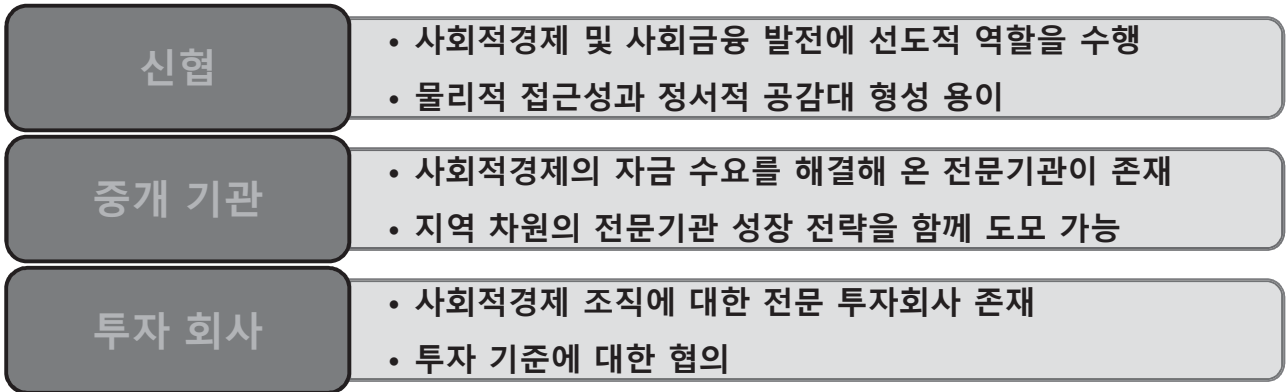 신협
• 사회적경제 및 사회금융 발전에 선도적 역할을 수행
• 물리적 접근성과 정서적 공감대 형성 용이
중개 기관
• 사회적경제의 자금 수요를 해결해 온 전문기관이 존재
• 지역 차원의 전문기관 성장 전략을 함께 도모 가능
투자 회사
• 사회적경제 조직에 대한 전문 투자회사 존재
• 투자 기준에 대한 협의